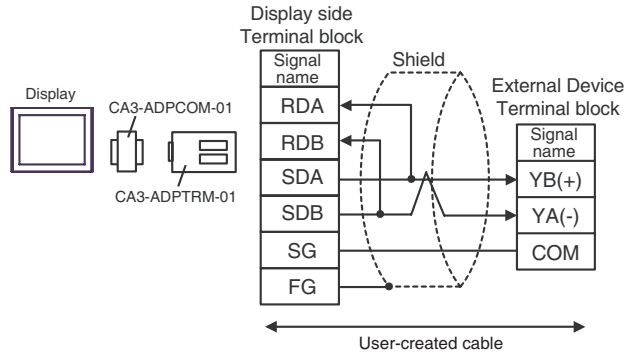 Display side
Terminal block
Signal
name
RDA
RDB
SDA
SDB
SG
FG
Shield
External Device
Terminal block
Signal
name
YB(+)
YA(-)
COM
Display
CA3-ADPCOM-01
CA3-ADPTRM-01
User-created cable